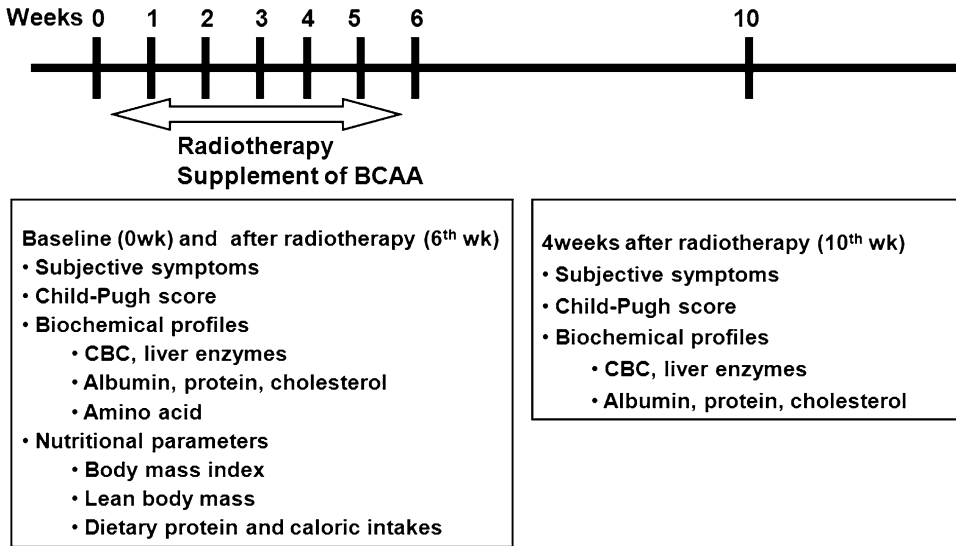 Weeks 0 1 2 3 4 5 6 10
Radiotherapy
Supplement of BCAA
Baseline (0wk) and after radiotherapy (6th wk)
• Subjective symptoms
• Child-Pugh score
• Biochemical profiles
• CBC, liver enzymes
• Albumin, protein, cholesterol
• Amino acid
• Nutritional parameters
• Body mass index
• Lean body mass
• Dietary protein and caloric intakes
4weeks after radiotherapy (10th wk)
• Subjective symptoms
• Child-Pugh score
• Biochemical profiles
• CBC, liver enzymes
• Albumin, protein, cholesterol